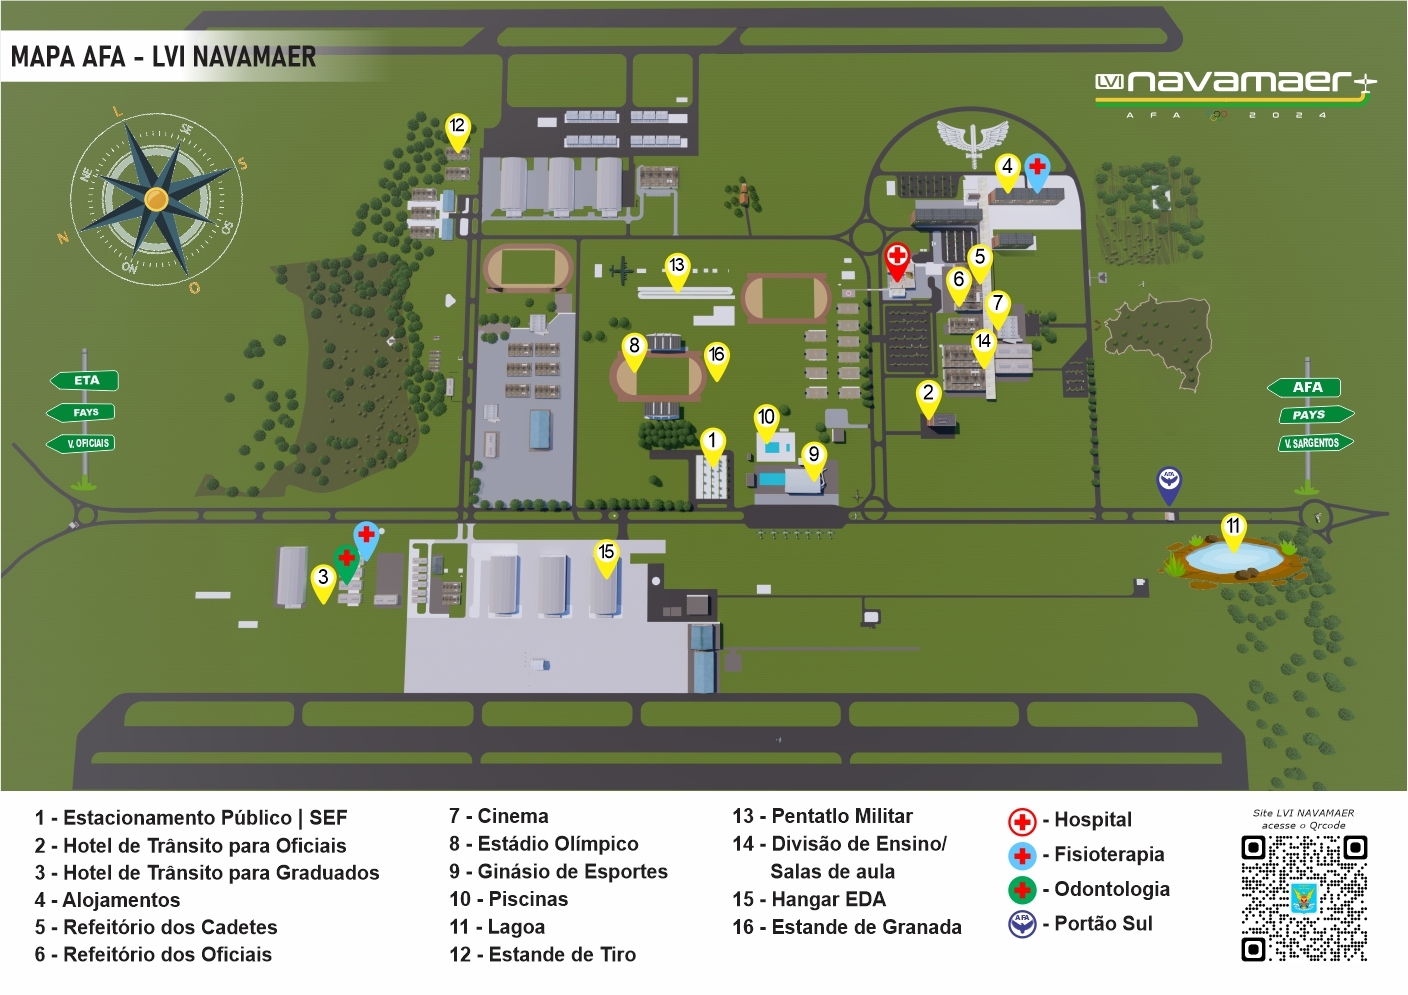 MAPA AFA - LVI NAVAMAER
LVI navamaer
AFA 2024
L
SE
S
SO
O
NO
N
NE
12
4
13
5
6
7
8
16
14
2
10
1
9
11
15
3
ETA
FAYS
V. OFICIAIS
AFA
PAYS
V. SARGENTOS
AFA
1 - Estacionamento Público | SEF
2 - Hotel de Trânsito para Oficiais
3 - Hotel de Trânsito para Graduados
4 - Alojamentos
5 - Refeitório dos Cadetes
6 - Refeitório dos Oficiais
7 - Cinema
8 - Estádio Olímpico
9 - Ginásio de Esportes
10 - Piscinas
11 - Lagoa
12 - Estande de Tiro
13 - Pentatlo Militar
14 - Divisão de Ensino/
Salas de aula
15 - Hangar EDA
16 - Estande de Granada
- Hospital
- Fisioterapia
- Odontologia
AFA - Portão Sul
Site LVI NAVAMAER
acesse o Qrcode